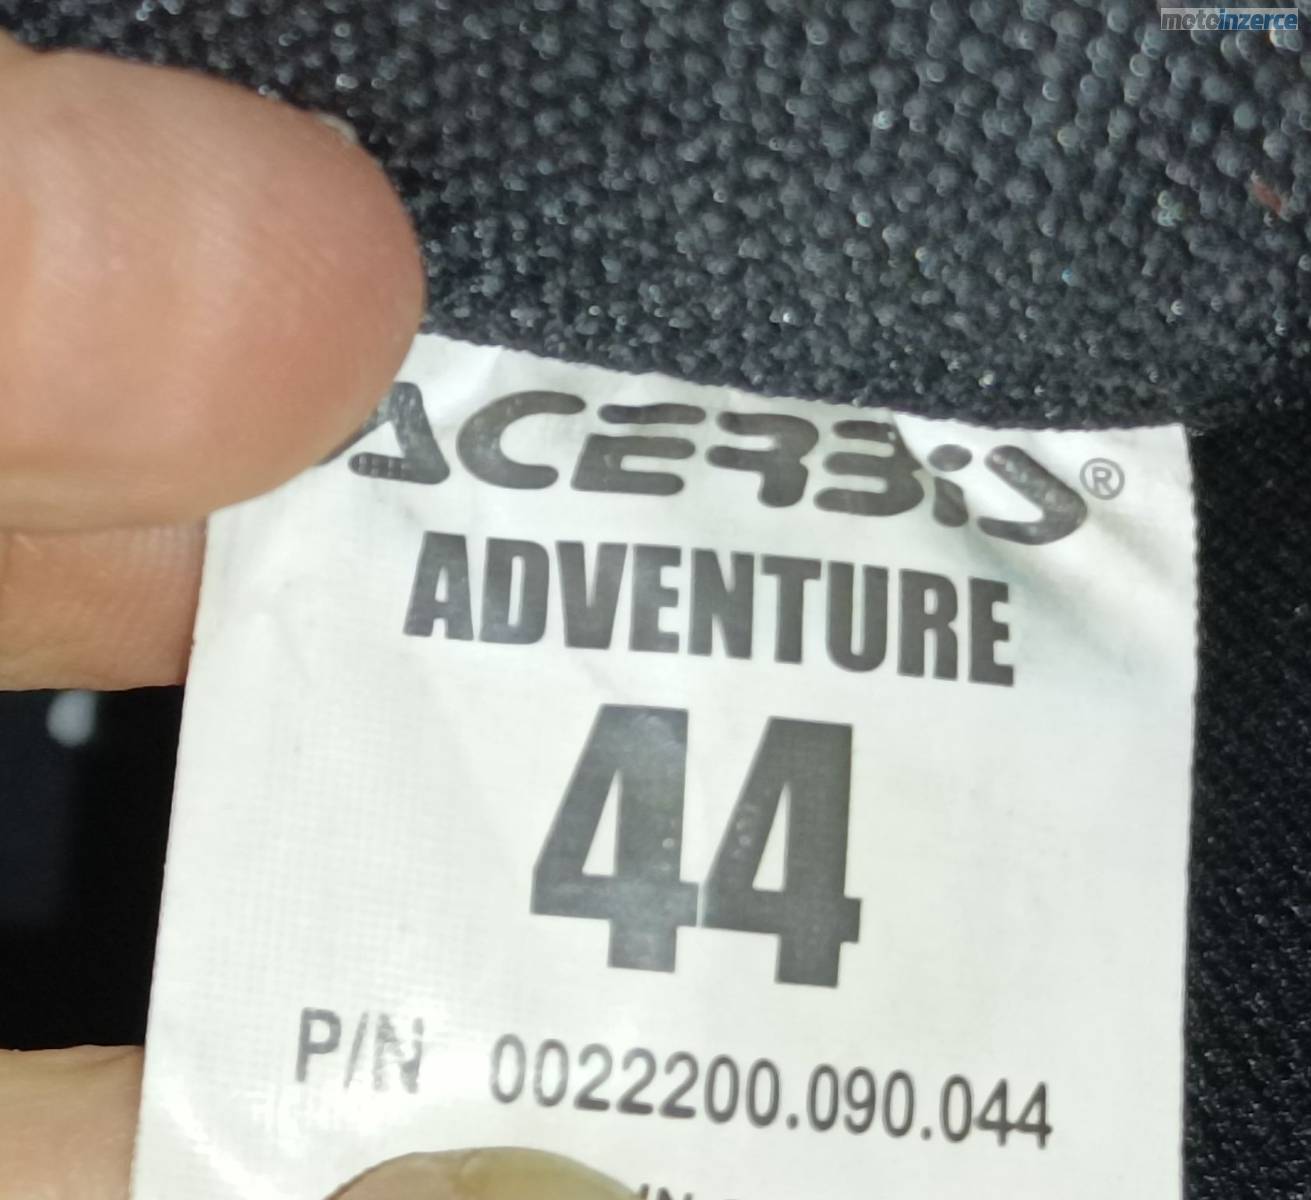 motoinzerce
ACERBIS®
ADVENTURE
44
P/N 0022200.090.044